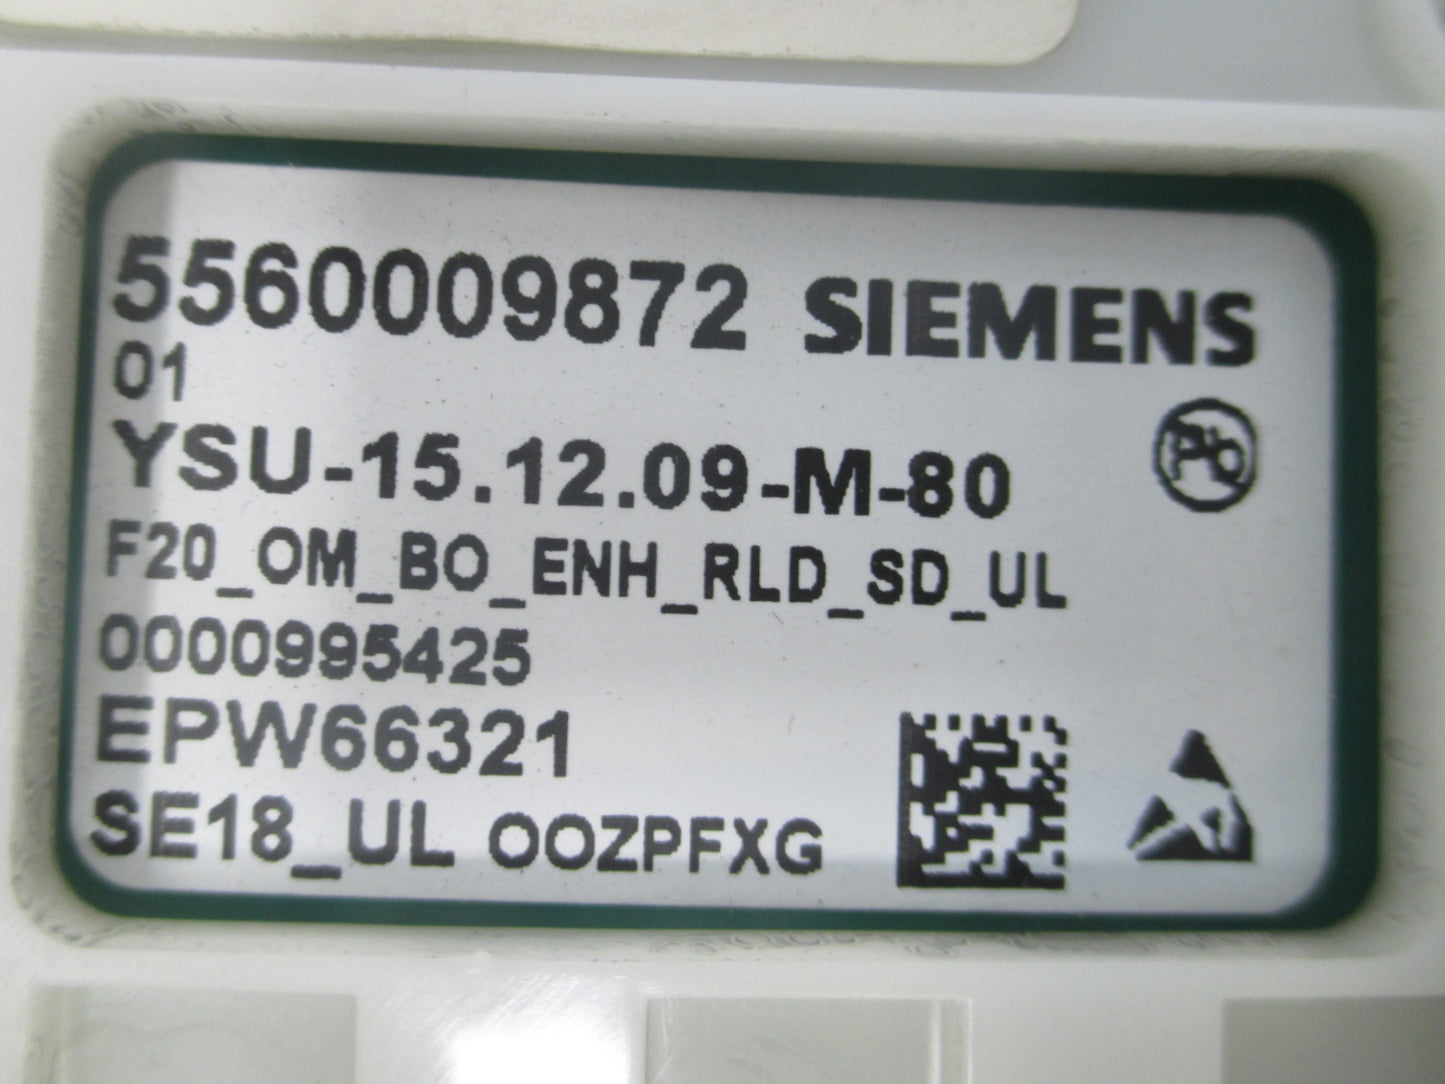 5560009872 SIEMENS
01
YSU-15.12.09-M-80
Pb
F20_OM_BO_ENH_RLD_SD_UL
0000995425
EPW66321
SE18_UL OOZPFXG